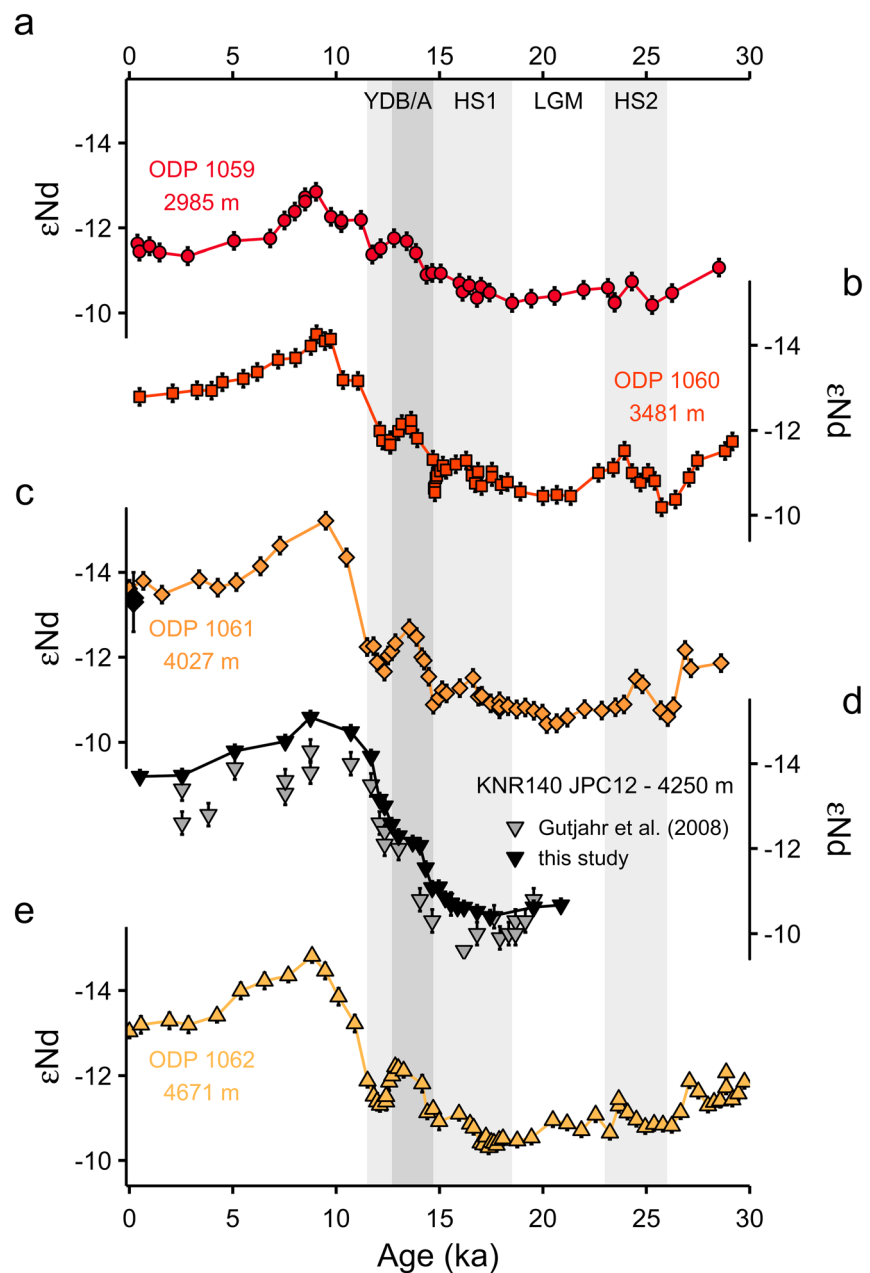 a
0 5 10 15 20 25 30
YDB/A HS1 LGM HS2
-14
-12
-10
εNd
ODP 1059
2985 m
b
-14
-12
-10
εNd
ODP 1060
3481 m
c
-14
-12
-10
εNd
ODP 1061
4027 m
d
-14
-12
-10
εNd
KNR140 JPC12 - 4250 m
Gutjahr et al. (2008)
this study
e
-14
-12
-10
εNd
ODP 1062
4671 m
0 5 10 15 20 25 30
Age (ka)